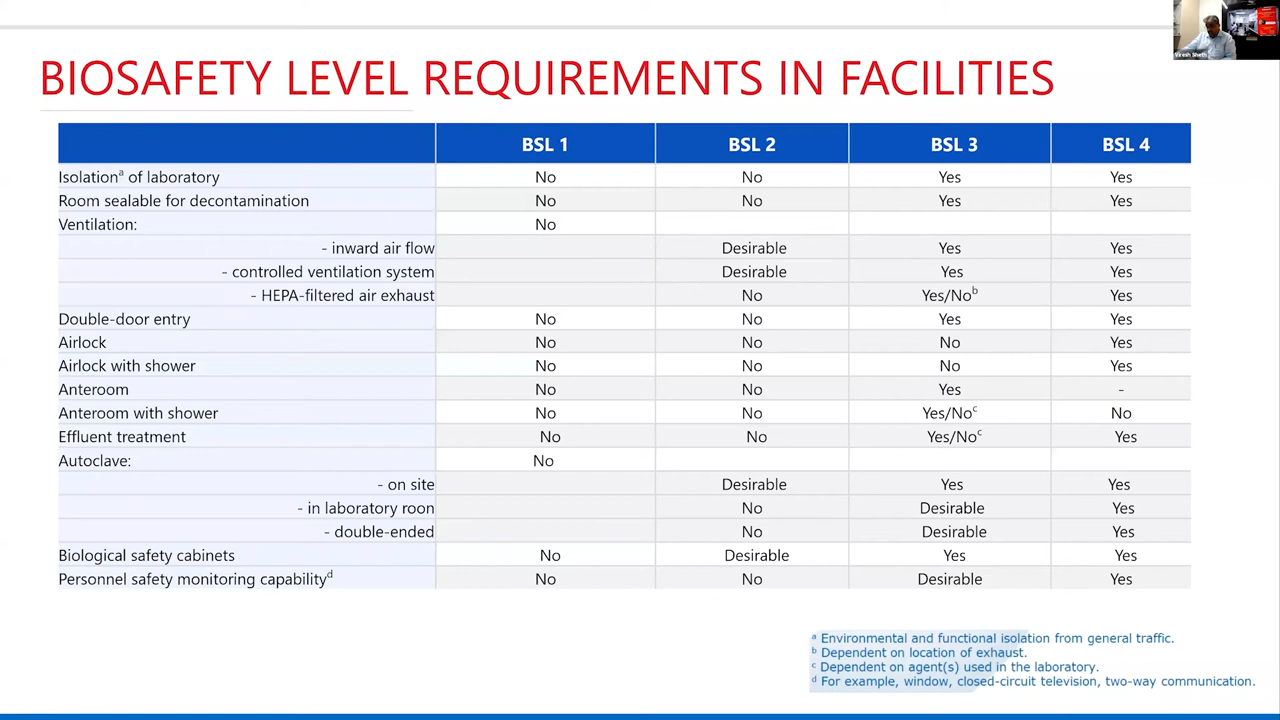 Viresh Sheth
BIOSAFETY LEVEL REQUIREMENTS IN FACILITIES
BSL 1 BSL 2 BSL 3 BSL 4
Isolationᵃ of laboratory No No Yes Yes
Room sealable for decontamination No No Yes Yes
Ventilation: No
- inward air flow Desirable Yes Yes
- controlled ventilation system Desirable Yes Yes
- HEPA-filtered air exhaust No Yes/Noᵇ Yes
Double-door entry No No Yes Yes
Airlock No No No Yes
Airlock with shower No No No Yes
Anteroom No No Yes -
Anteroom with shower No No Yes/Noᶜ No
Effluent treatment No No Yes/Noᶜ Yes
Autoclave: No
- on site Desirable Yes Yes
- in laboratory roon No Desirable Yes
- double-ended No Desirable Yes
Biological safety cabinets No Desirable Yes Yes
Personnel safety monitoring capabilityᵈ No No Desirable Yes
ᵃ Environmental and functional isolation from general traffic.
ᵇ Dependent on location of exhaust.
ᶜ Dependent on agent(s) used in the laboratory.
ᵈ For example, window, closed-circuit television, two-way communication.